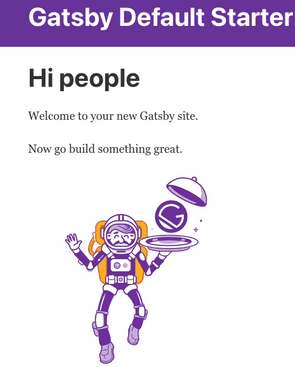 Gatsby Default Starter
Hi people
Welcome to your new Gatsby site.
Now go build something great.